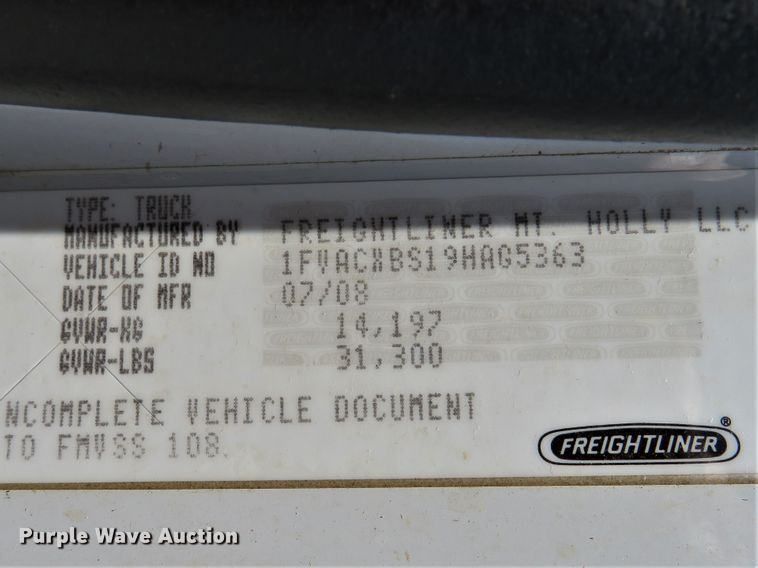 TYPE: TRUCK
MANUFACTURED BY FREIGHTLINER MT. HOLLY LLC
VEHICLE ID NO 1FVACXBS19HAG5363
DATE OF MFR 07/08
GVWR-KG 14,197
GVWR-LBS 31,300
NCOMPLETE VEHICLE DOCUMENT
TO FMVSS 108.
FREIGHTLINER®
Purple Wave Auction